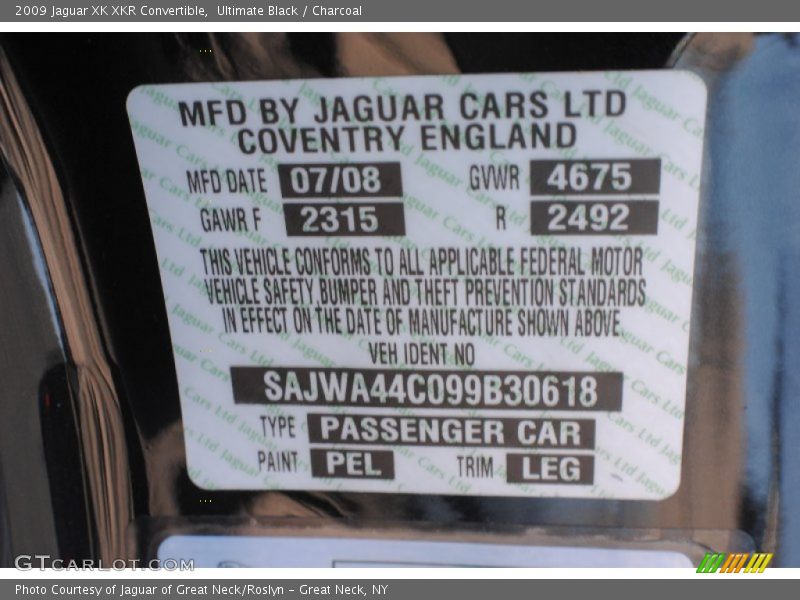 2009 Jaguar XK XKR Convertible,  Ultimate Black / Charcoal
MFD BY JAGUAR CARS LTD
COVENTRY ENGLAND
MFD DATE 07/08 GVWR 4675
GAWR F 2315 R 2492
THIS VEHICLE CONFORMS TO ALL APPLICABLE FEDERAL MOTOR
VEHICLE SAFETY, BUMPER AND THEFT PREVENTION STANDARDS
IN EFFECT ON THE DATE OF MANUFACTURE SHOWN ABOVE.
VEH IDENT NO
SAJWA44C099B30618
TYPE PASSENGER CAR
PAINT PEL TRIM LEG
GTCARLOT.COM
Photo Courtesy of Jaguar of Great Neck/Roslyn – Great Neck, NY